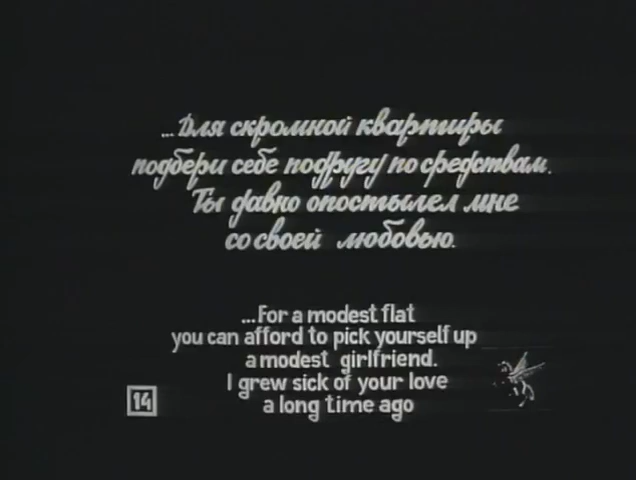 ...Для скромной квартиры
подбери себе подругу по средствам.
Ты давно опостылел мне
со своей любовью.
...For a modest flat
you can afford to pick yourself up
a modest girlfriend.
I grew sick of your love
a long time ago
14